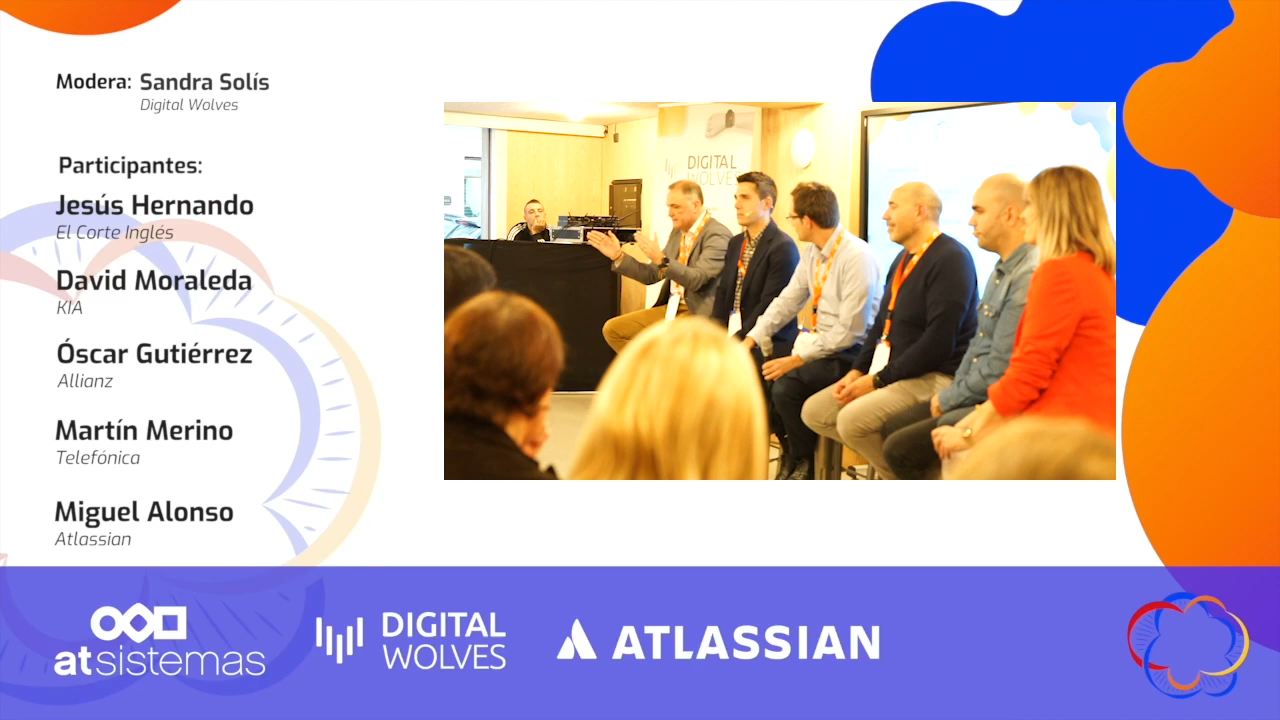 Modera: Sandra Solís
Digital Wolves
Participantes:
Jesús Hernando
El Corte Inglés
David Moraleda
KIA
Óscar Gutiérrez
Allianz
Martín Merino
Telefónica
Miguel Alonso
Atlassian
DIGITAL
WOLVES
atsistemas
DIGITAL
WOLVES
ATLASSIAN